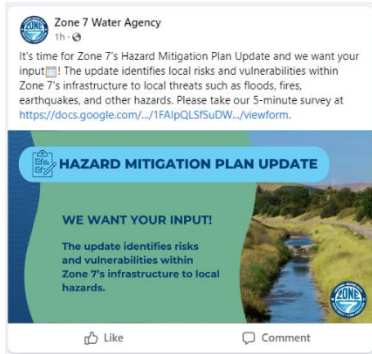 Zone 7 Water Agency
1h ·
It's time for Zone 7's Hazard Mitigation Plan Update and we want your
input🗒️! The update identifies local risks and vulnerabilities within
Zone 7's infrastructure to local threats such as floods, fires,
earthquakes, and other hazards. Please take our 5-minute survey at
https://docs.google.com/.../1FAIpQLSfSuDW.../viewform.
HAZARD MITIGATION PLAN UPDATE
WE WANT YOUR INPUT!
The update identifies risks
and vulnerabilities within
Zone 7's infrastructure to local
hazards.
ZONE
7
Like
Comment